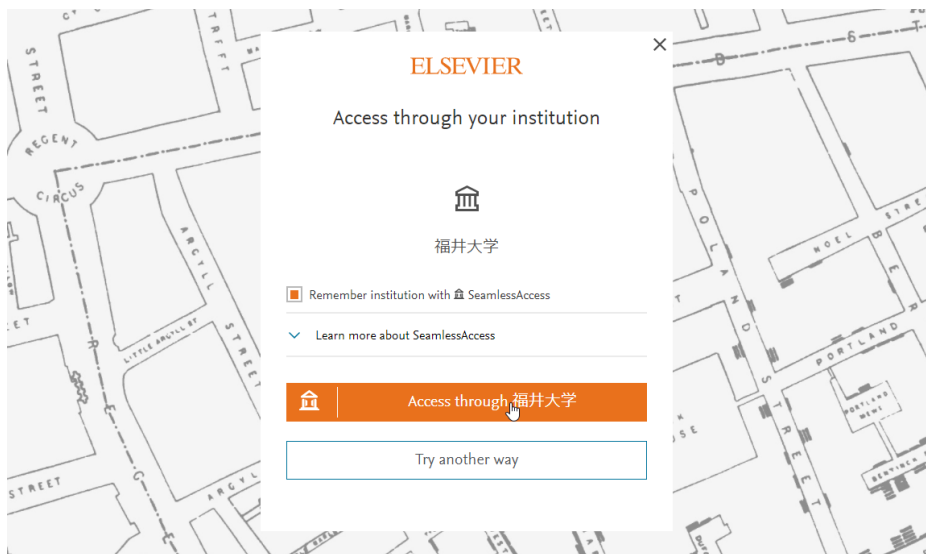 ELSEVIER
Access through your institution
福井大学
Remember institution with SeamlessAccess
Learn more about SeamlessAccess
Access through 福井大学
Try another way
STREET
REGENT
CIRCUS
ARGYLL
STREET
LITTLE ARGYLL ST
STREET
POLAND
STREET
NOEL
STRE
PORTLAND
PORTLAND
MEWS